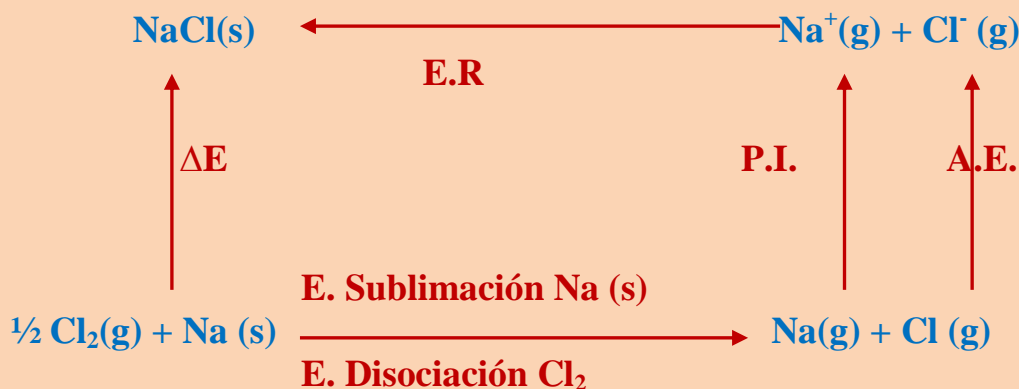 NaCl(s)
Na⁺(g) + Cl⁻ (g)
E.R
ΔE
P.I.
A.E.
E. Sublimación Na (s)
½ Cl₂(g) + Na (s)
Na(g) + Cl (g)
E. Disociación Cl₂